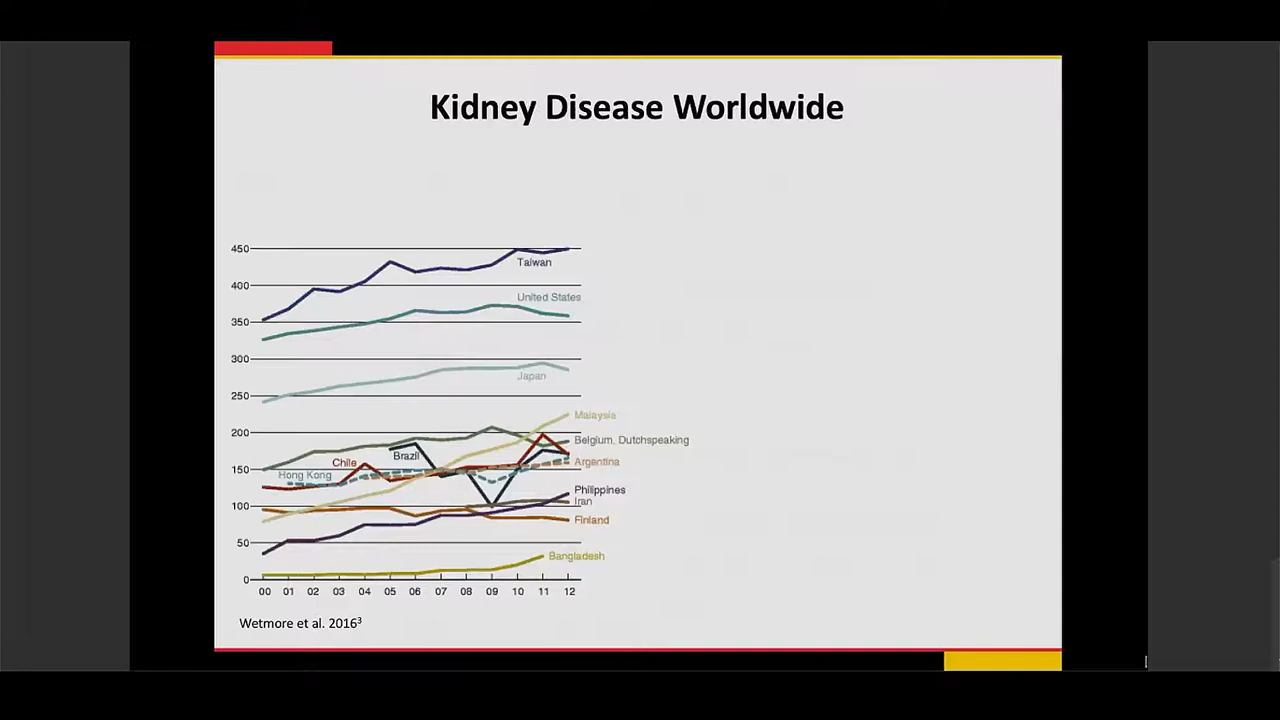 Kidney Disease Worldwide
450
Taiwan
400
United States
350
300
Japan
250
Malaysia
200
Belgium, Dutchspeaking
Brazil
Chile
Argentina
150
Hong Kong
Philippines
Iran
100
Finland
50
Bangladesh
0
00 01 02 03 04 05 06 07 08 09 10 11 12
Wetmore et al. 2016³